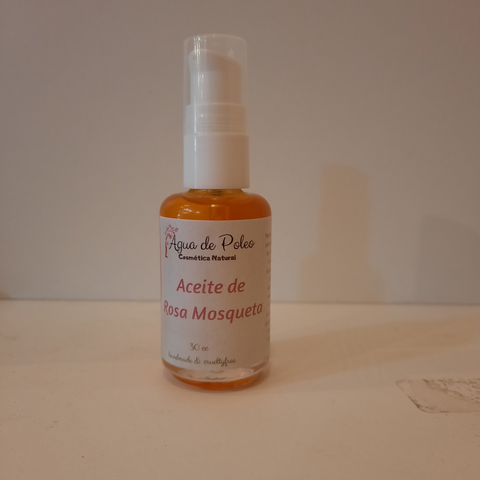 Agua de Poleo
Cosmética Natural
Aceite de
Rosa Mosqueta
30 cc
handmade & crueltyfree